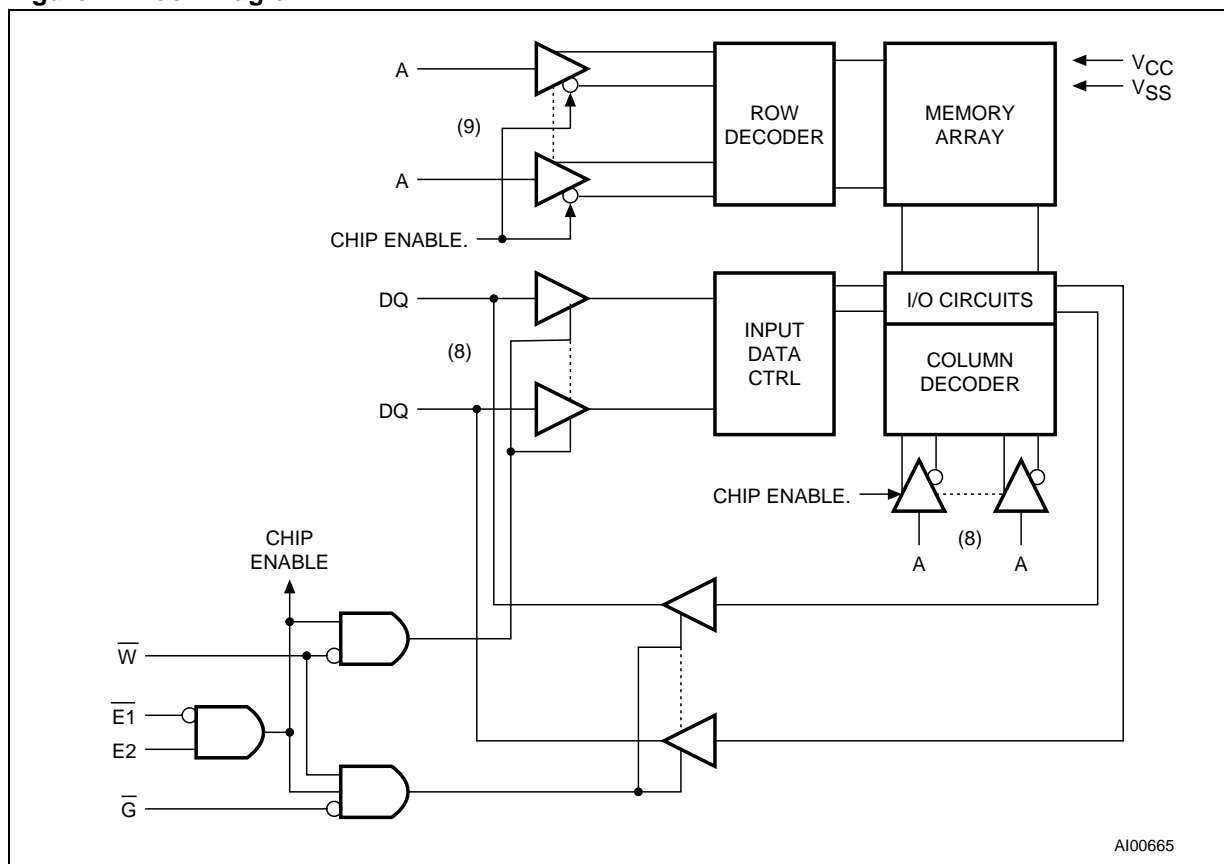 A
(9)
A
CHIP ENABLE.
ROW
DECODER
MEMORY
ARRAY
VCC
VSS
DQ
(8)
DQ
INPUT
DATA
CTRL
I/O CIRCUITS
COLUMN
DECODER
CHIP ENABLE.
(8)
A
A
CHIP
ENABLE
W̅
E̅1̅
E2
G̅
AI00665